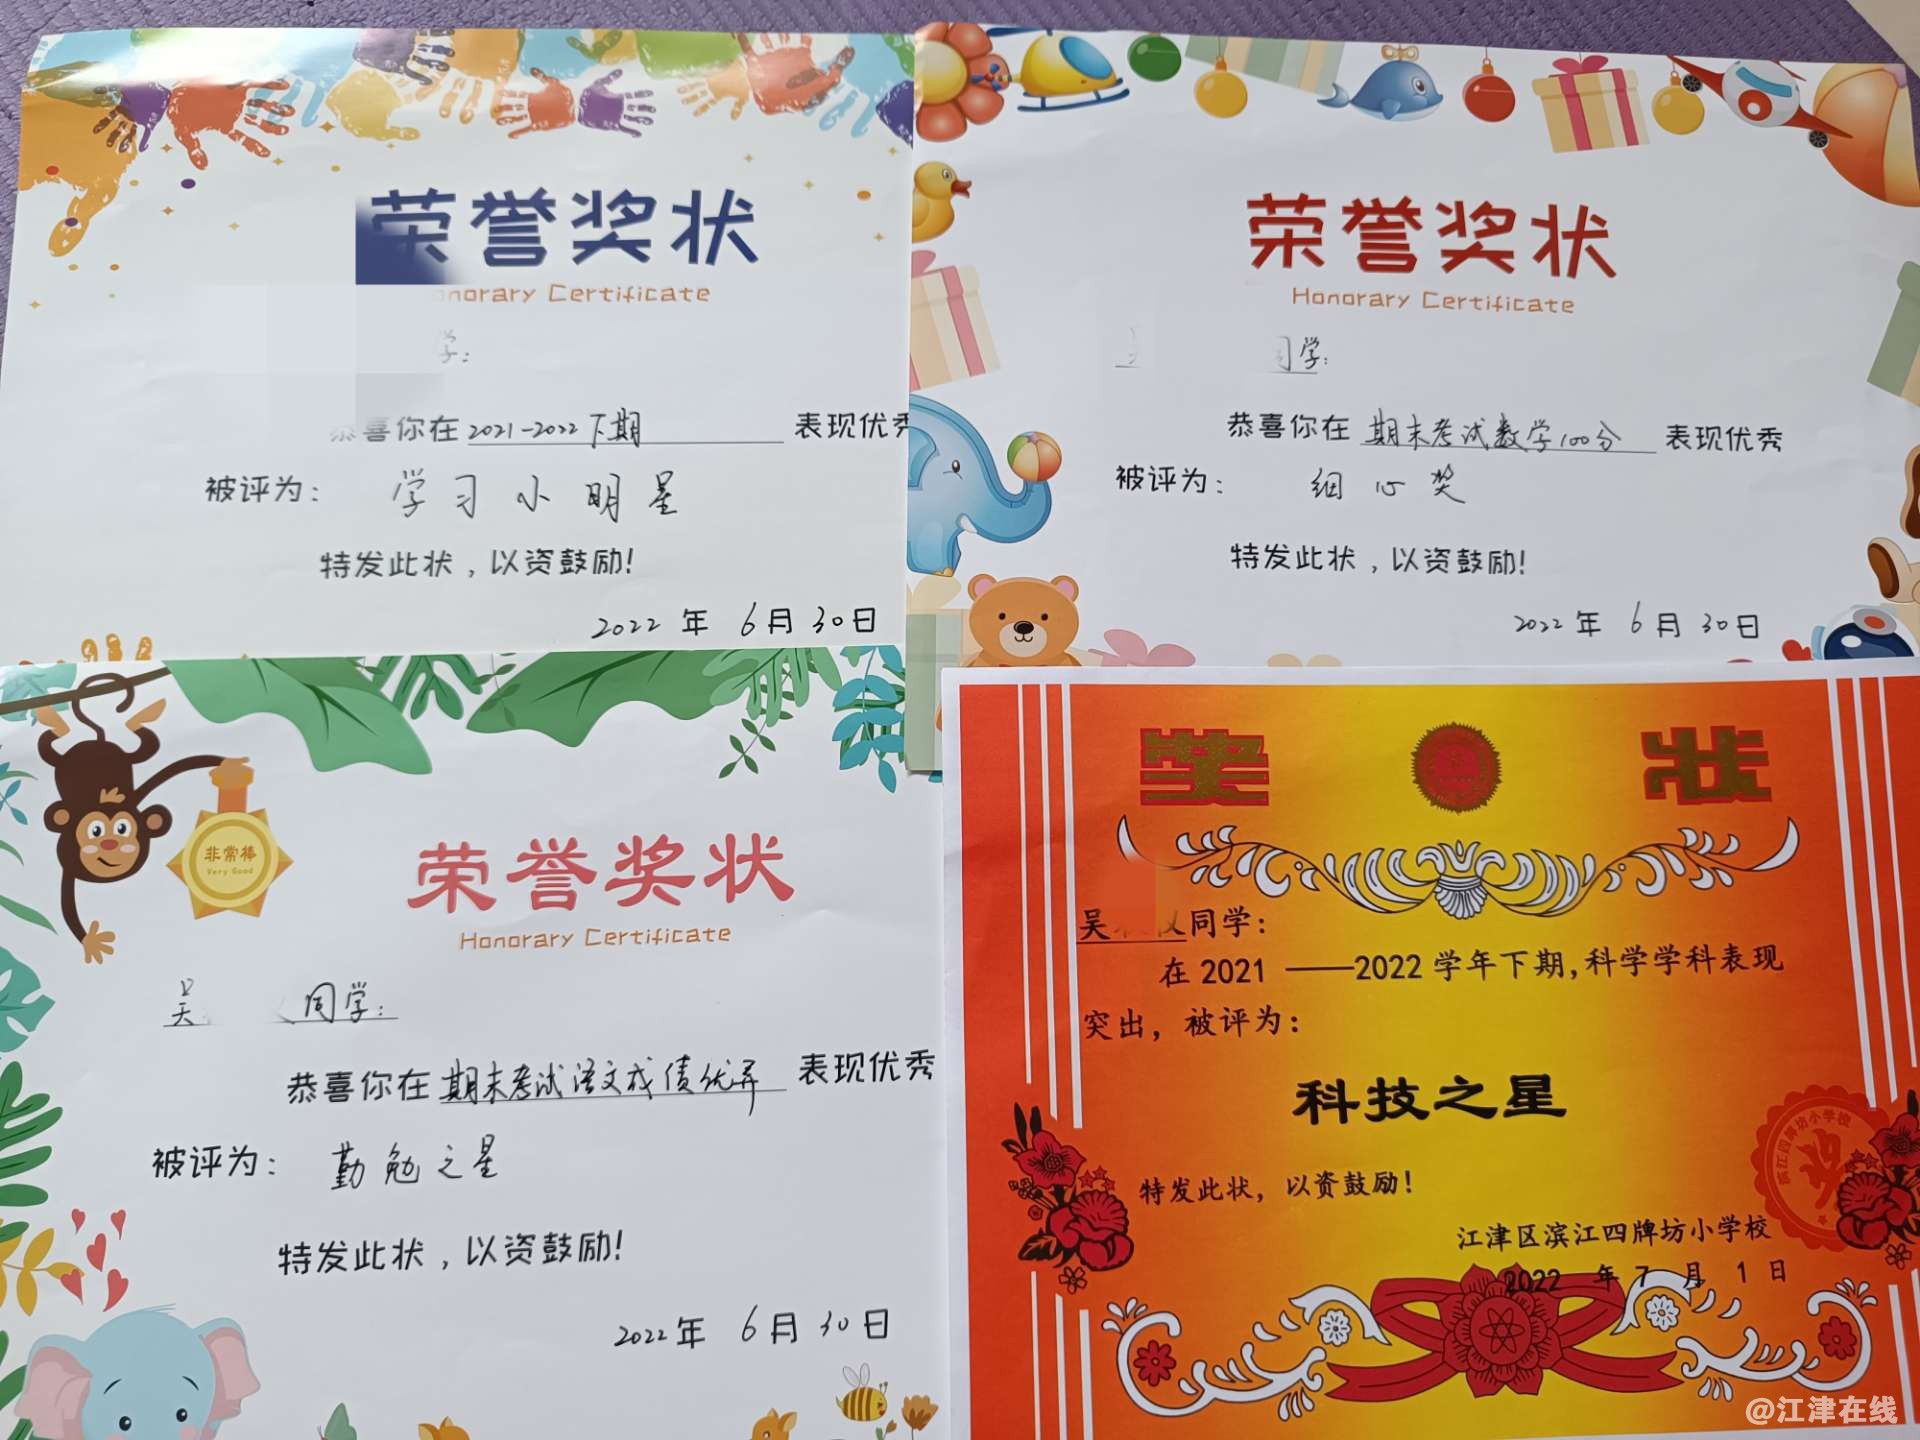 荣誉奖状
onorary Certificate
学:
恭喜你在 2021-2022下期 表现优秀
被评为: 学习小明星
特发此状,以资鼓励!
2022 年 6月 30日
荣誉奖状
Honorary Certificate
同学:
恭喜你在 期末考试数学100分 表现优秀
被评为: 细心奖
特发此状,以资鼓励!
2022 年 6月 30日
非常棒
Very Good
荣誉奖状
Honorary Certificate
吴 同学:
恭喜你在 期末考试语文成绩优异 表现优秀
被评为: 勤勉之星
特发此状,以资鼓励!
2022 年 6月 30日
奖 状
吴 同学:
在 2021 ——2022 学年下期,科学学科表现
突出,被评为:
科技之星
特发此状,以资鼓励!
江津区滨江四牌坊小学校
2022 年 7 月 1 日
@江津在线